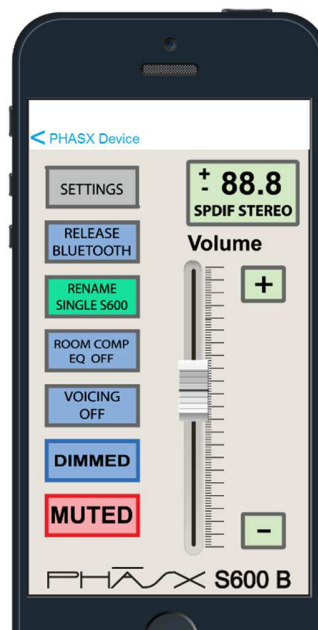 < PHASX Device
SETTINGS
+
- 88.8
SPDIF STEREO
RELEASE
BLUETOOTH
Volume
RENAME
SINGLE S600
+
ROOM COMP
EQ OFF
VOICING
OFF
DIMMED
MUTED
-
PHĀSX S600 B